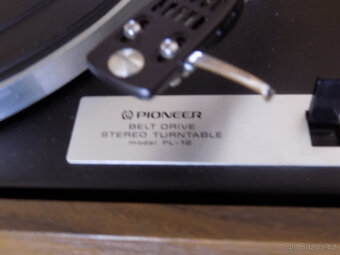 PIONEER
BELT DRIVE
STEREO TURNTABLE
model PL-12